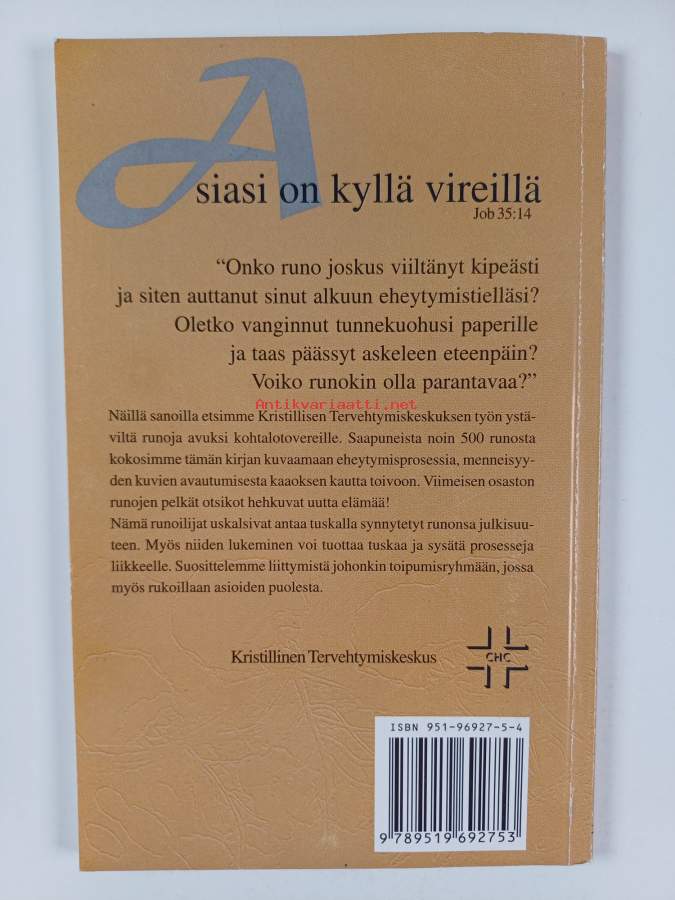 Asiasi on kyllä vireillä
Job 35:14
“Onko runo joskus viiltänyt kipeästi
ja siten auttanut sinut alkuun eheytymistielläsi?
Oletko vanginnut tunnekuohusi paperille
ja taas päässyt askeleen eteenpäin?
Voiko runokin olla parantavaa?”
Antikvariaatti.net
Näillä sanoilla etsimme Kristillisen Tervehtymiskeskuksen työn ystä-
viltä runoja avuksi kohtalotovereille. Saapuneista noin 500 runosta
kokosimme tämän kirjan kuvaamaan eheytymisprosessia, menneisyy-
den kuvien avautumisesta kaaoksen kautta toivoon. Viimeisen osaston
runojen pelkät otsikot hehkuvat uutta elämää!
Nämä runoilijat uskalsivat antaa tuskalla synnytetyt runonsa julkisuu-
teen. Myös niiden lukeminen voi tuottaa tuskaa ja sysätä prosesseja
liikkeelle. Suosittelemme liittymistä johonkin toipumisryhmään, jossa
myös rukoillaan asioiden puolesta.
Kristillinen Tervehtymiskeskus
CHC
ISBN 951-96927-5-4
9 789519 692753